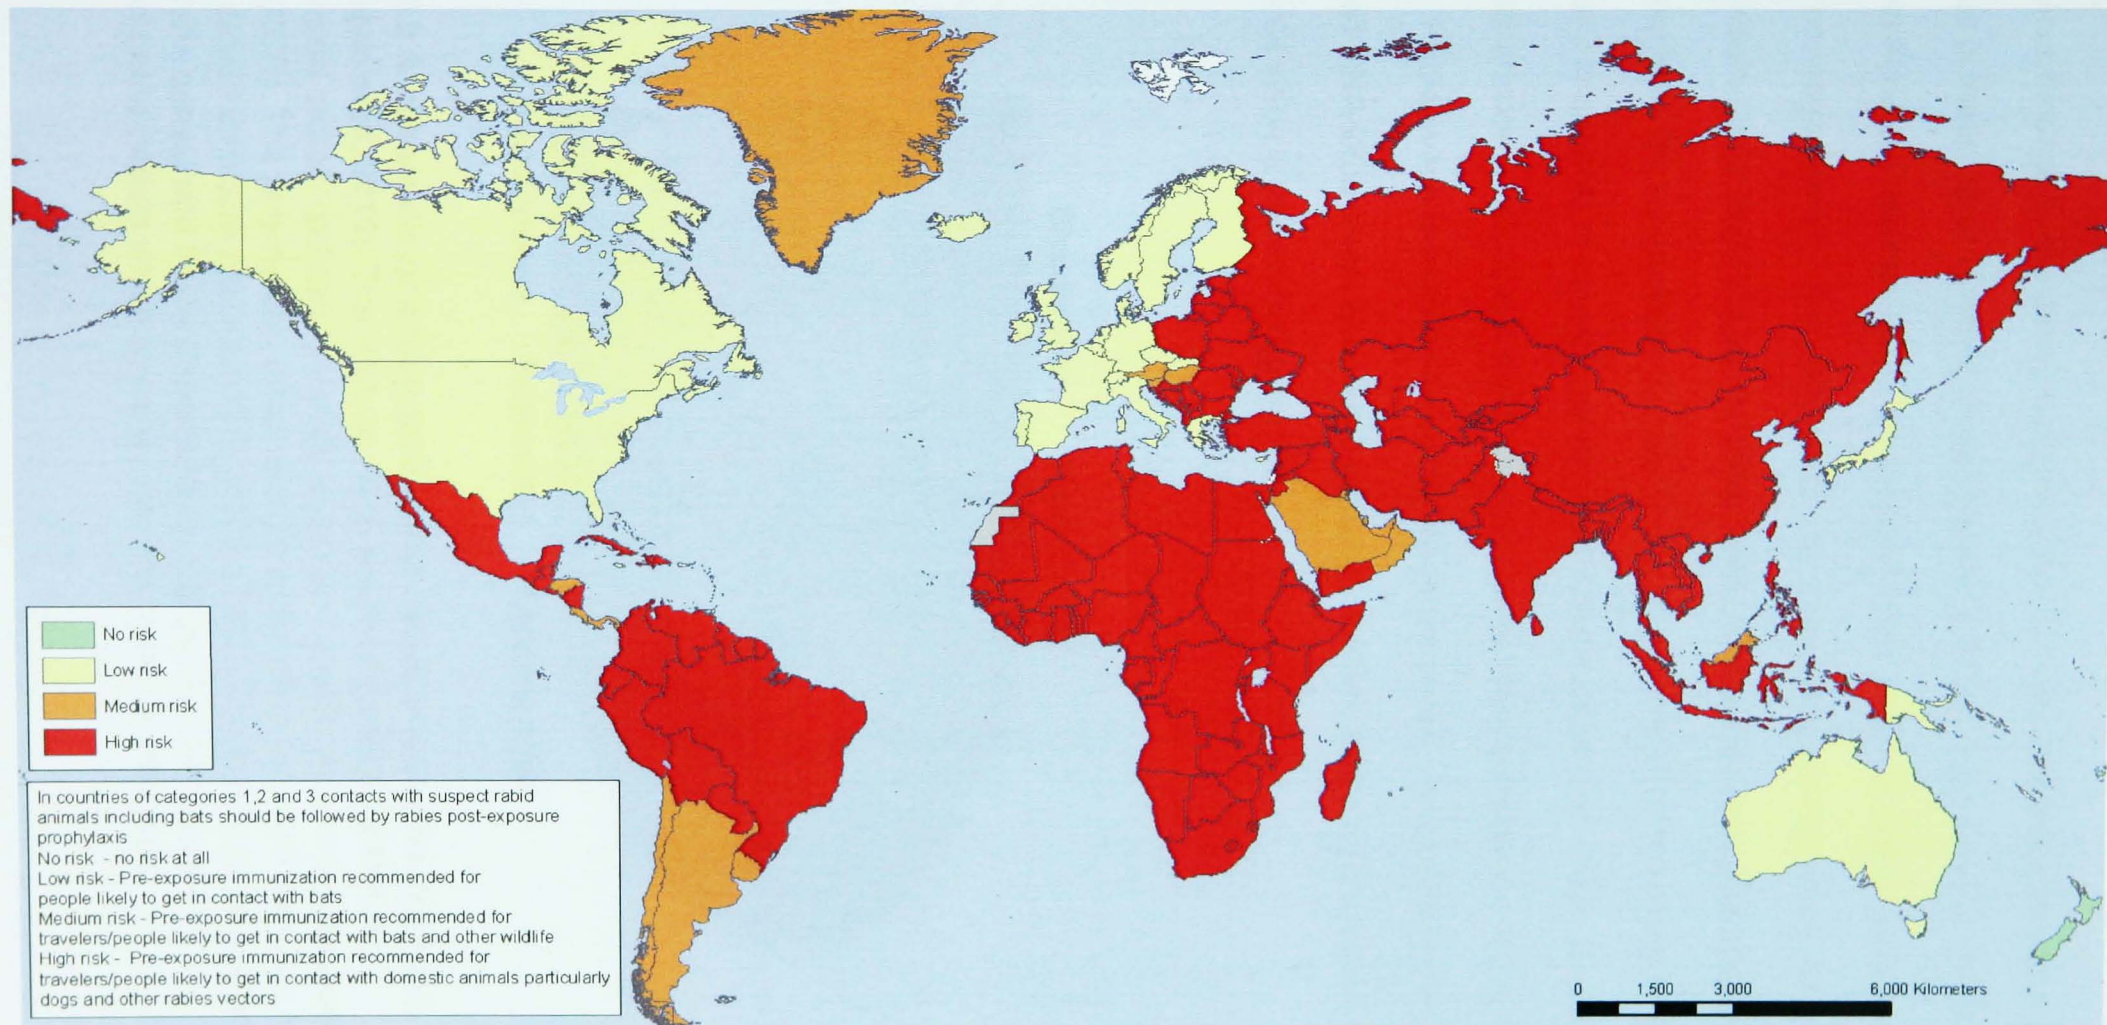 No risk
Low risk
Medium risk
High risk
In countries of categories 1,2 and 3 contacts with suspect rabid
animals including bats should be followed by rabies post-exposure
prophylaxis
No risk - no risk at all
Low risk - Pre-exposure immunization recommended for
people likely to get in contact with bats
Medium risk - Pre-exposure immunization recommended for
travelers/people likely to get in contact with bats and other wildlife
High risk - Pre-exposure immunization recommended for
travelers/people likely to get in contact with domestic animals particularly
dogs and other rabies vectors
0 1,500 3,000 6,000 Kilometers